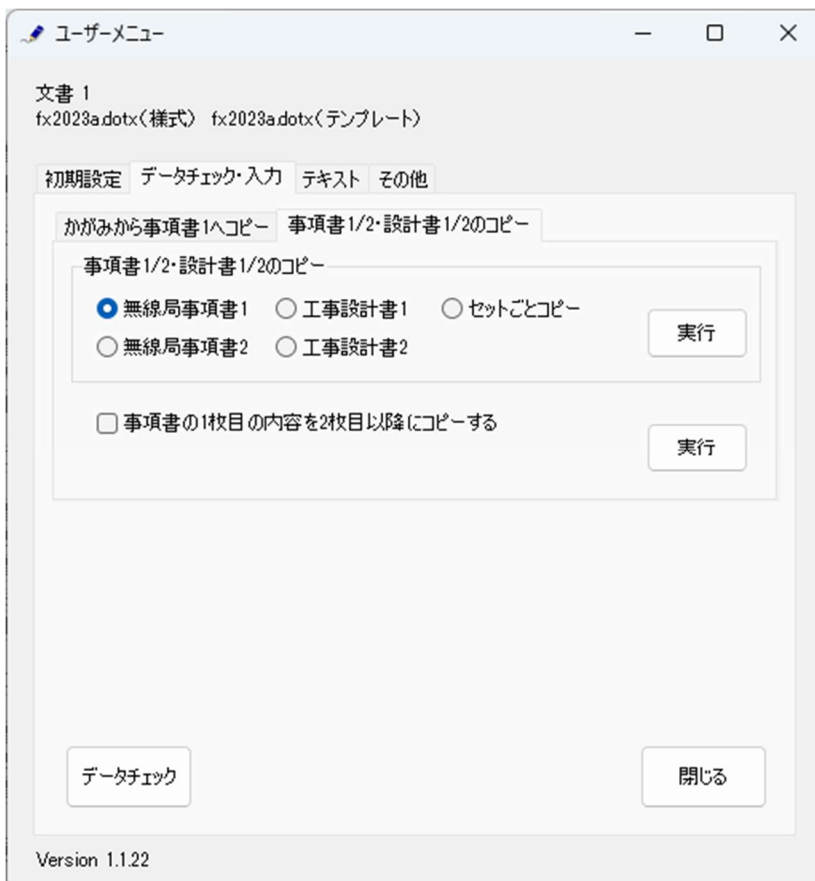 ユーザーメニュー
文書 1
fx2023a.dotx(様式) fx2023a.dotx(テンプレート)
初期設定 データチェック・入力 テキスト その他
かがみから事項書1へコピー 事項書1/2・設計書1/2のコピー
事項書1/2・設計書1/2のコピー
無線局事項書1 工事設計書1 セットごとコピー
実行
無線局事項書2 工事設計書2
事項書の1枚目の内容を2枚目以降にコピーする
実行
データチェック 閉じる
Version 1.1.22